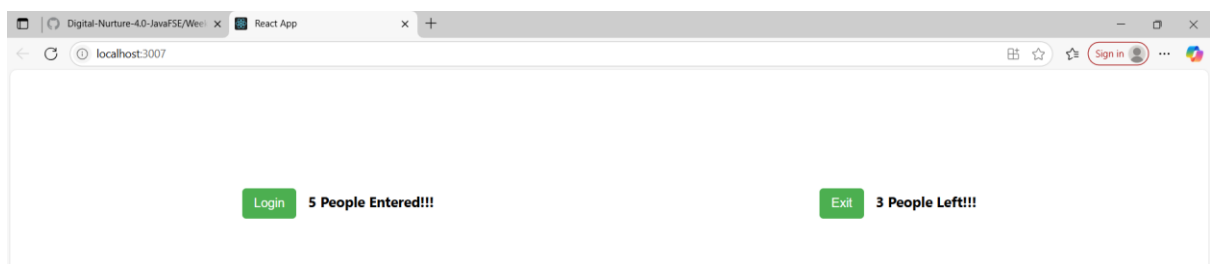 Digital-Nurture-4.0-JavaFSE/Wee
React App
localhost:3007
Sign in
Login 5 People Entered!!!
Exit 3 People Left!!!